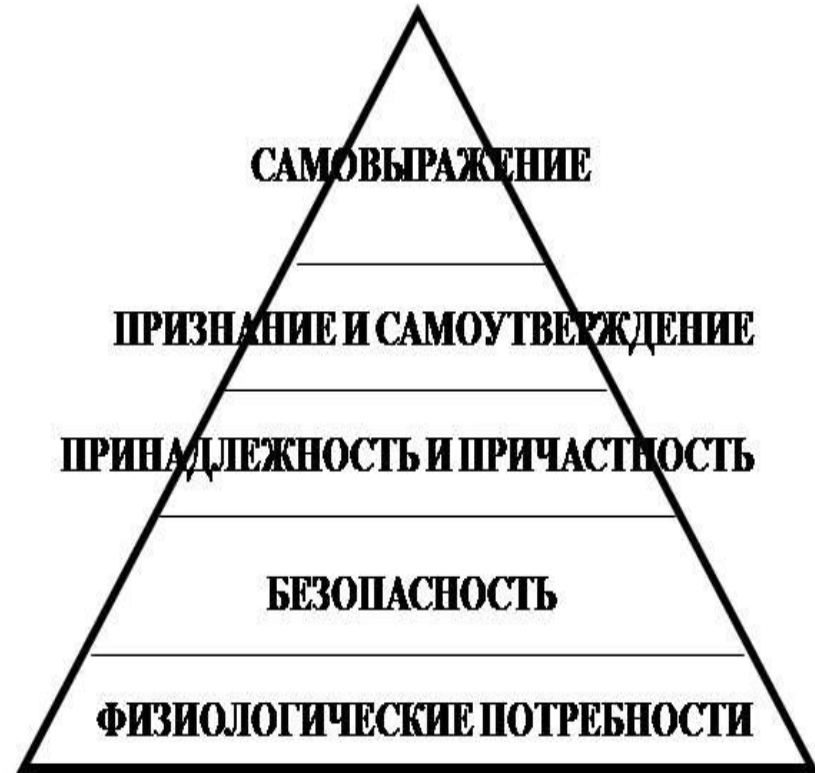 САМОВЫРАЖЕНИЕ
ПРИЗНАНИЕ И САМОУТВЕРЖДЕНИЕ
ПРИНАДЛЕЖНОСТЬ И ПРИЧАСТНОСТЬ
БЕЗОПАСНОСТЬ
ФИЗИОЛОГИЧЕСКИЕ ПОТРЕБНОСТИ